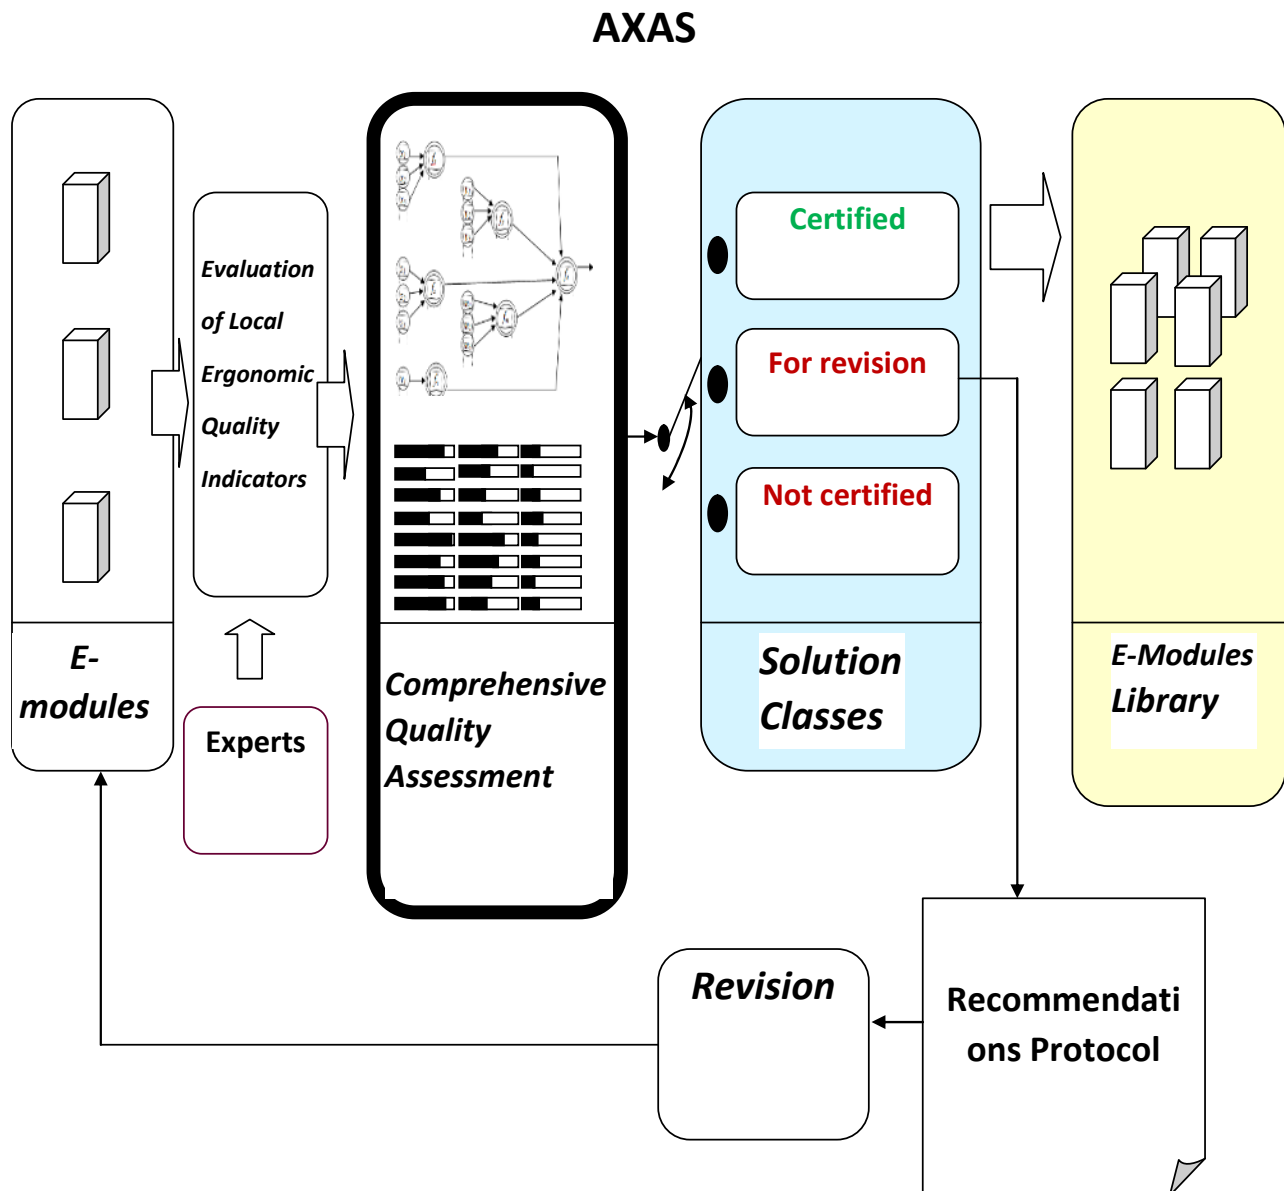 AXAS
E-
modules
Evaluation
of Local
Ergonomic
Quality
Indicators
Experts
Comprehensive
Quality
Assessment
Certified
For revision
Not certified
Solution
Classes
E-Modules
Library
Recommendati
ons Protocol
Revision